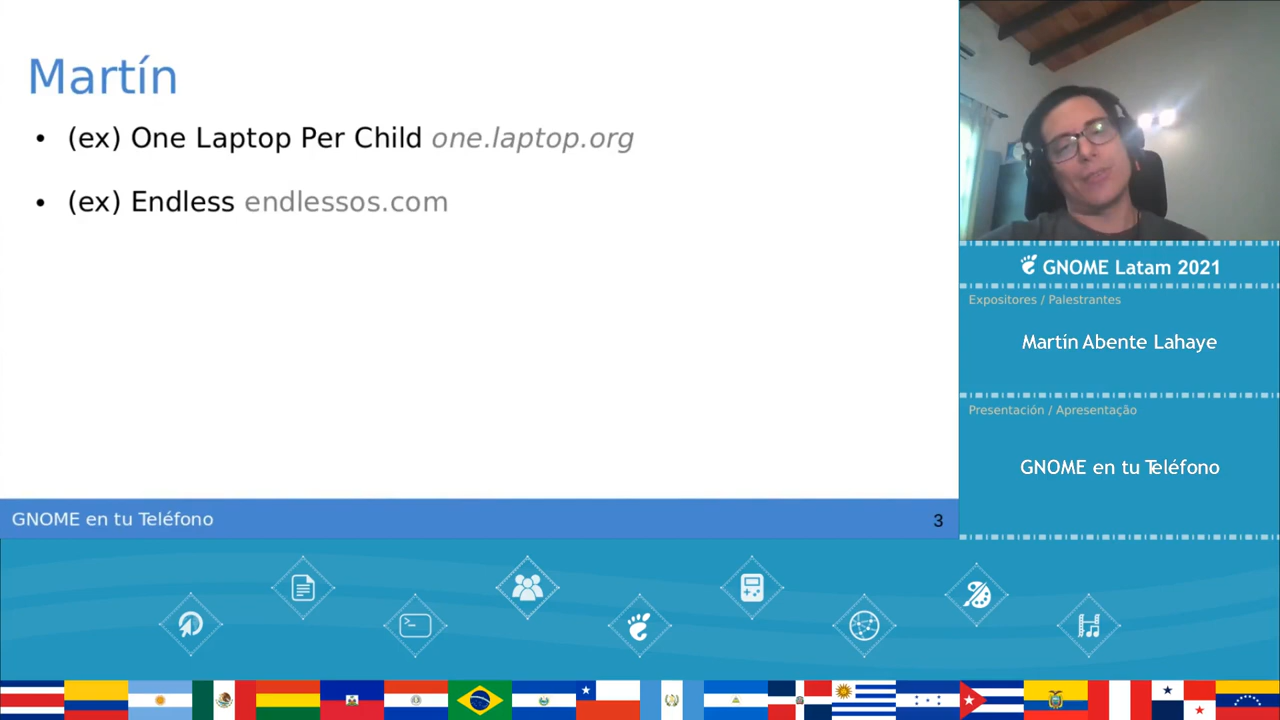 Martín
• (ex) One Laptop Per Child one.laptop.org
• (ex) Endless endlessos.com
GNOME en tu Teléfono
3
GNOME Latam 2021
Expositores / Palestrantes
Martín Abente Lahaye
Presentación / Apresentação
GNOME en tu Teléfono